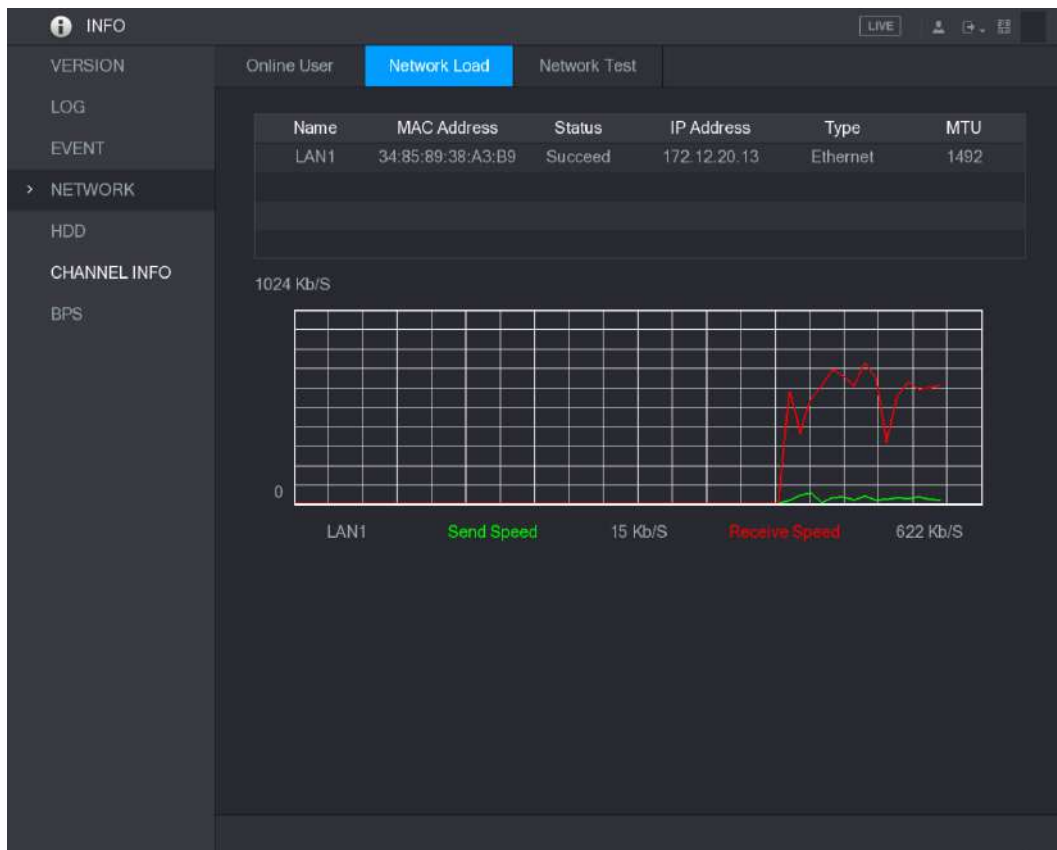 INFO
LIVE
VERSION
LOG
EVENT
NETWORK
HDD
CHANNEL INFO
BPS
Online User Network Load Network Test
Name MAC Address Status IP Address Type MTU
LAN1 34:85:89:38:A3:B9 Succeed 172.12.20.13 Ethernet 1492
1024 Kb/S
0
LAN1 Send Speed 15 Kb/S Receive Speed 622 Kb/S